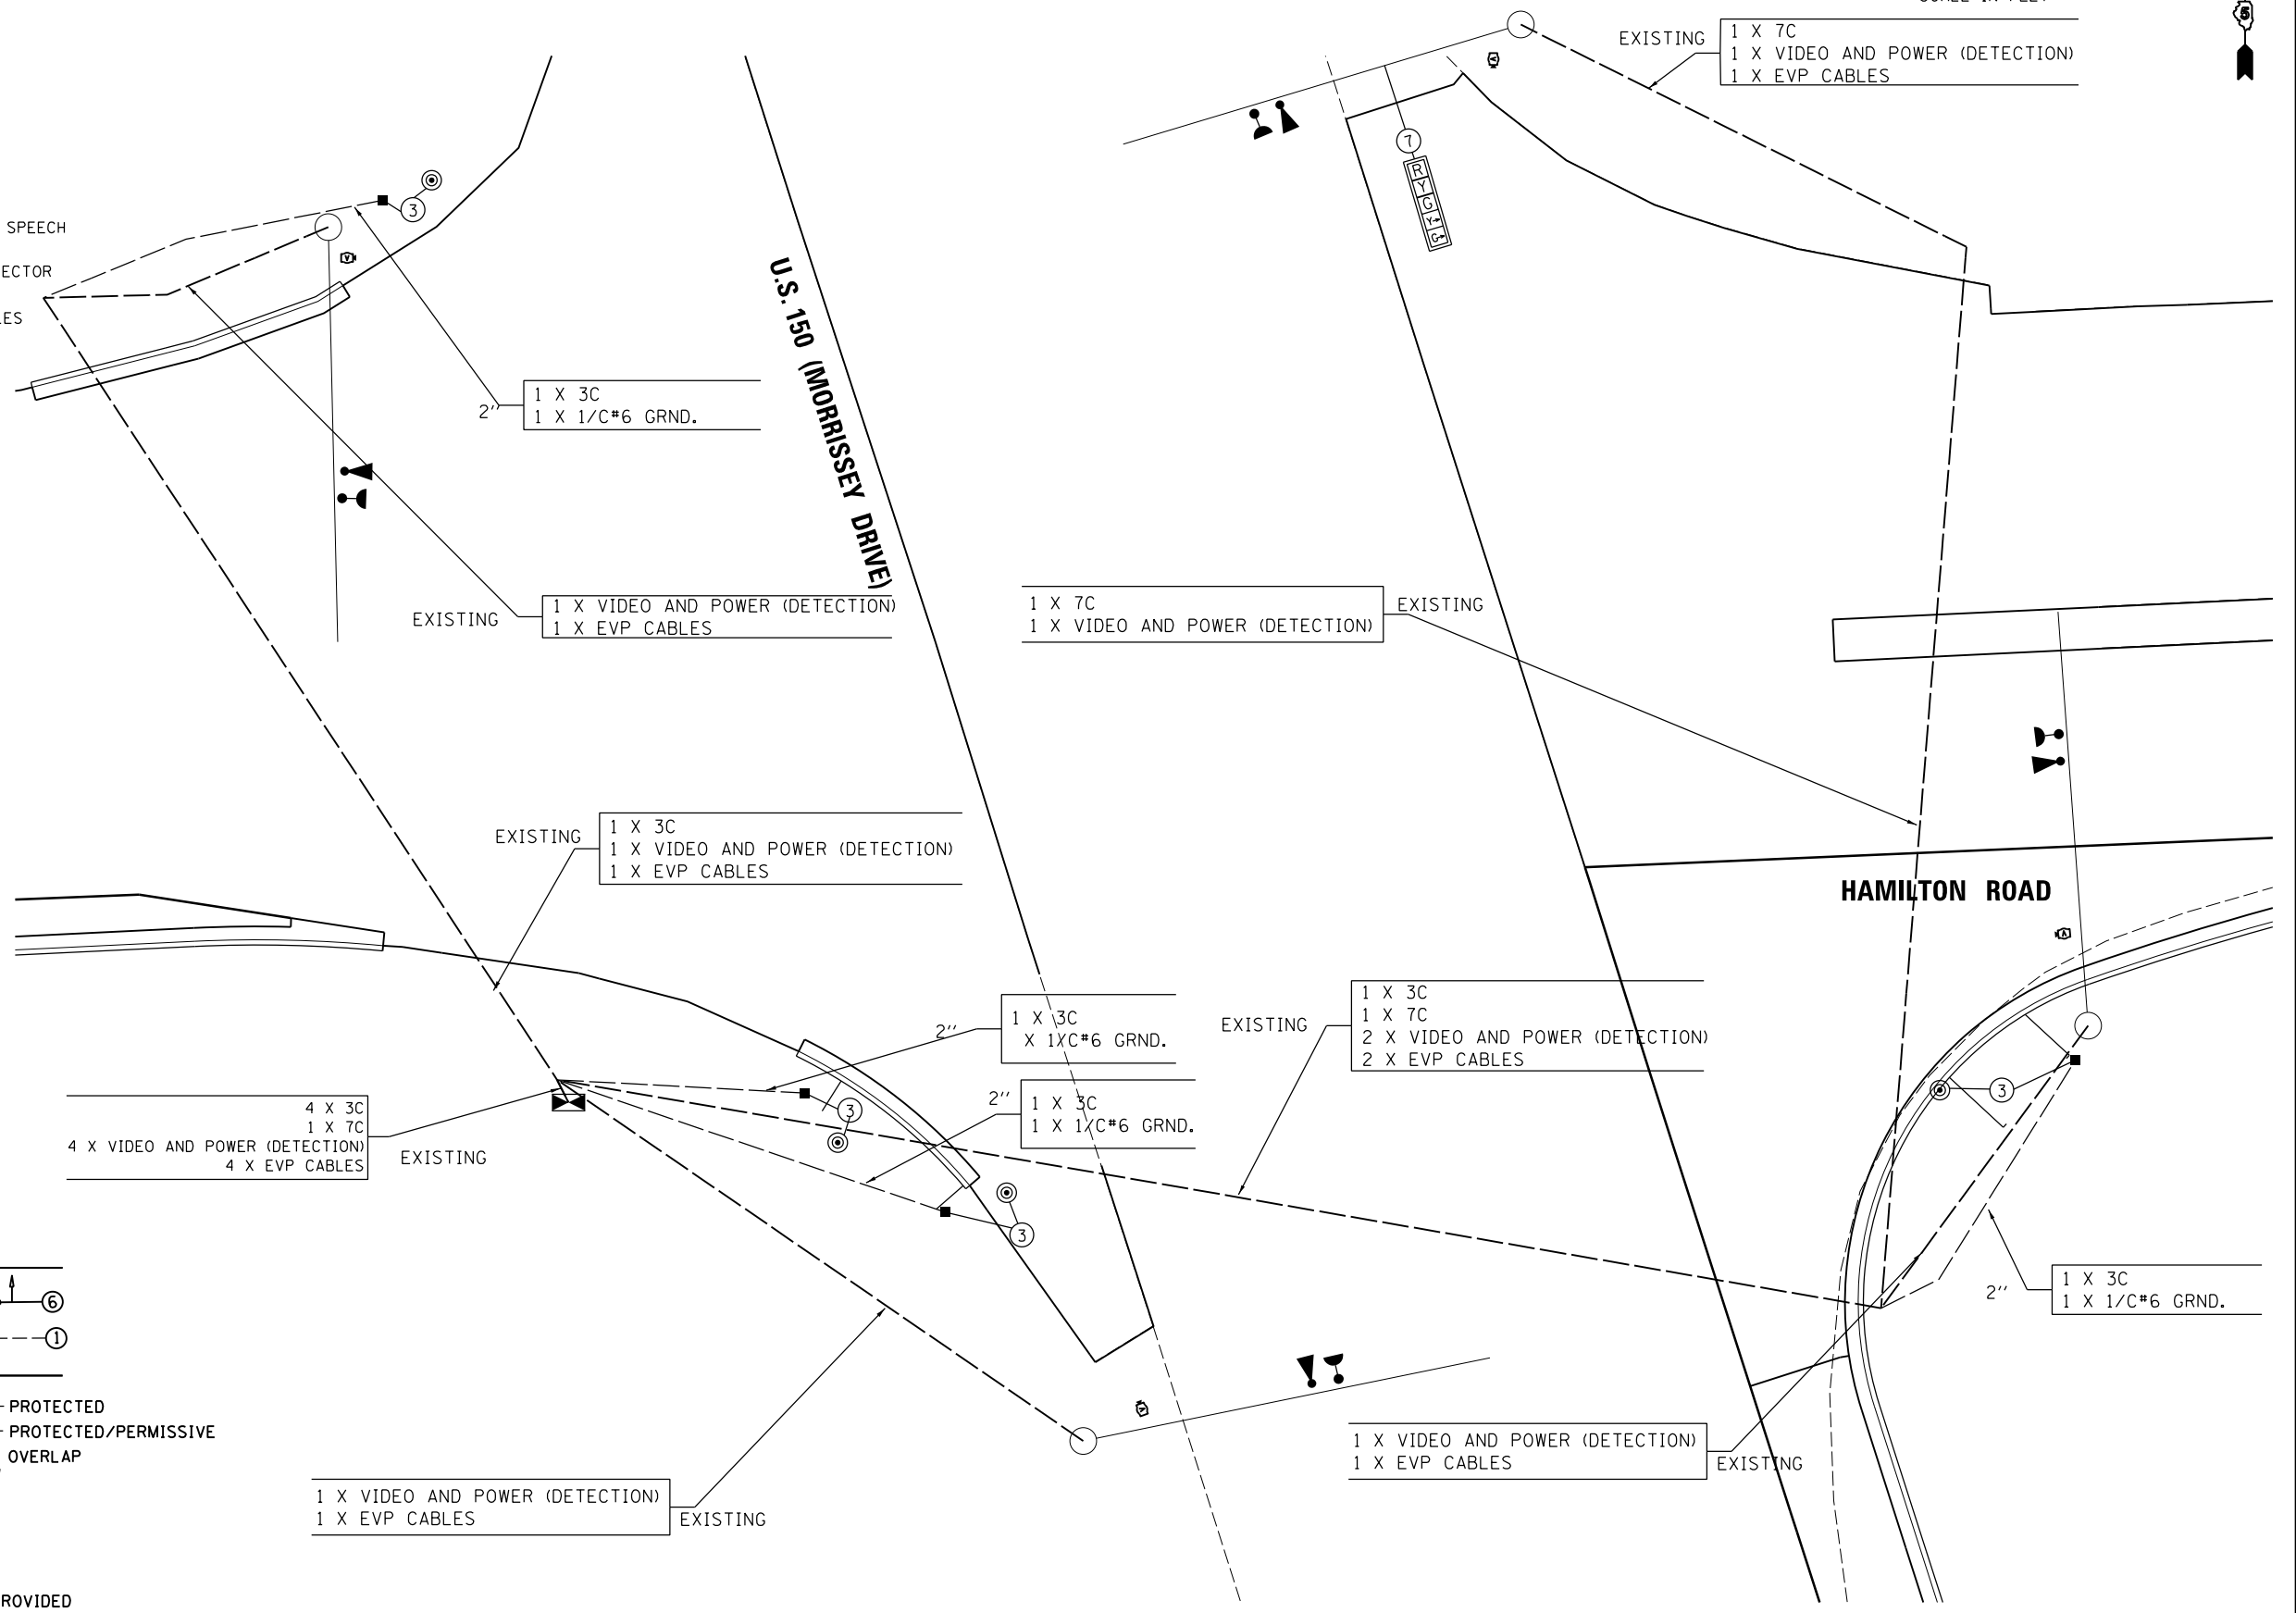 EXISTING
1 X 7C
1 X VIDEO AND POWER (DETECTION)
1 X EVP CABLES
5
7
R
Y
G
Y
G
3
SPEECH
V
U.S. 150 (MORRISSEY DRIVE)
2''
1 X 3C
1 X 1/C#6 GRND.
EXISTING
1 X VIDEO AND POWER (DETECTION)
1 X EVP CABLES
1 X 7C
1 X VIDEO AND POWER (DETECTION)
EXISTING
EXISTING
1 X 3C
1 X VIDEO AND POWER (DETECTION)
1 X EVP CABLES
HAMILTON ROAD
2''
1 X 3C
X 1/C#6 GRND.
EXISTING
1 X 3C
1 X 7C
2 X VIDEO AND POWER (DETECTION)
2 X EVP CABLES
4 X 3C
1 X 7C
4 X VIDEO AND POWER (DETECTION)
4 X EVP CABLES
EXISTING
3
2''
1 X 3C
1 X 1/C#6 GRND.
3
3
2''
1 X 3C
1 X 1/C#6 GRND.
6
1
PROTECTED
PROTECTED/PERMISSIVE
OVERLAP
1 X VIDEO AND POWER (DETECTION)
1 X EVP CABLES
EXISTING
1 X VIDEO AND POWER (DETECTION)
1 X EVP CABLES
EXISTING